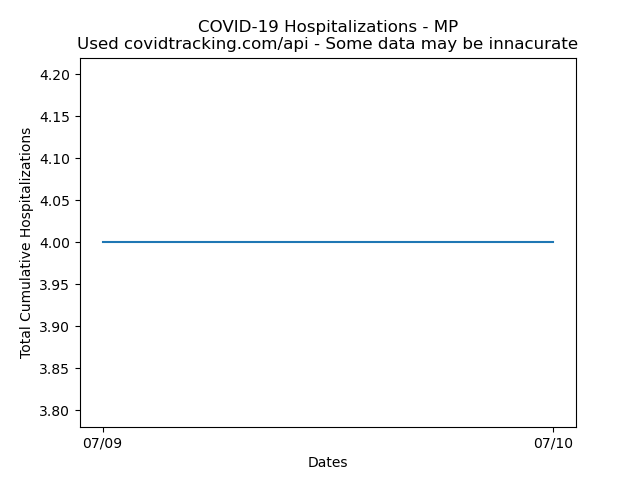 COVID-19 Hospitalizations - MP
Used covidtracking.com/api - Some data may be innacurate
4.20
4.15
4.10
4.05
4.00
3.95
3.90
3.85
3.80
Total Cumulative Hospitalizations
07/09
07/10
Dates